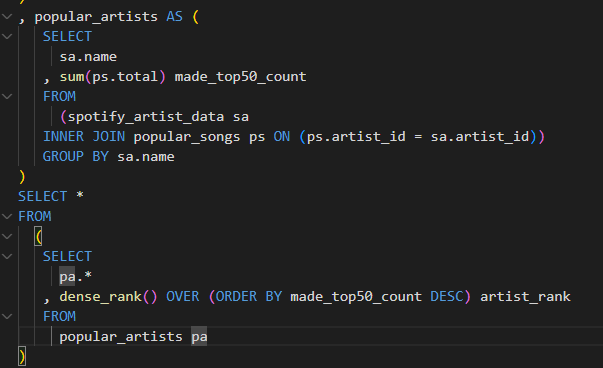 )
, popular_artists AS (
SELECT
sa.name
, sum(ps.total) made_top50_count
FROM
(spotify_artist_data sa
INNER JOIN popular_songs ps ON (ps.artist_id = sa.artist_id))
GROUP BY sa.name
)
SELECT *
FROM
(
SELECT
pa.*
, dense_rank() OVER (ORDER BY made_top50_count DESC) artist_rank
FROM
popular_artists pa
)